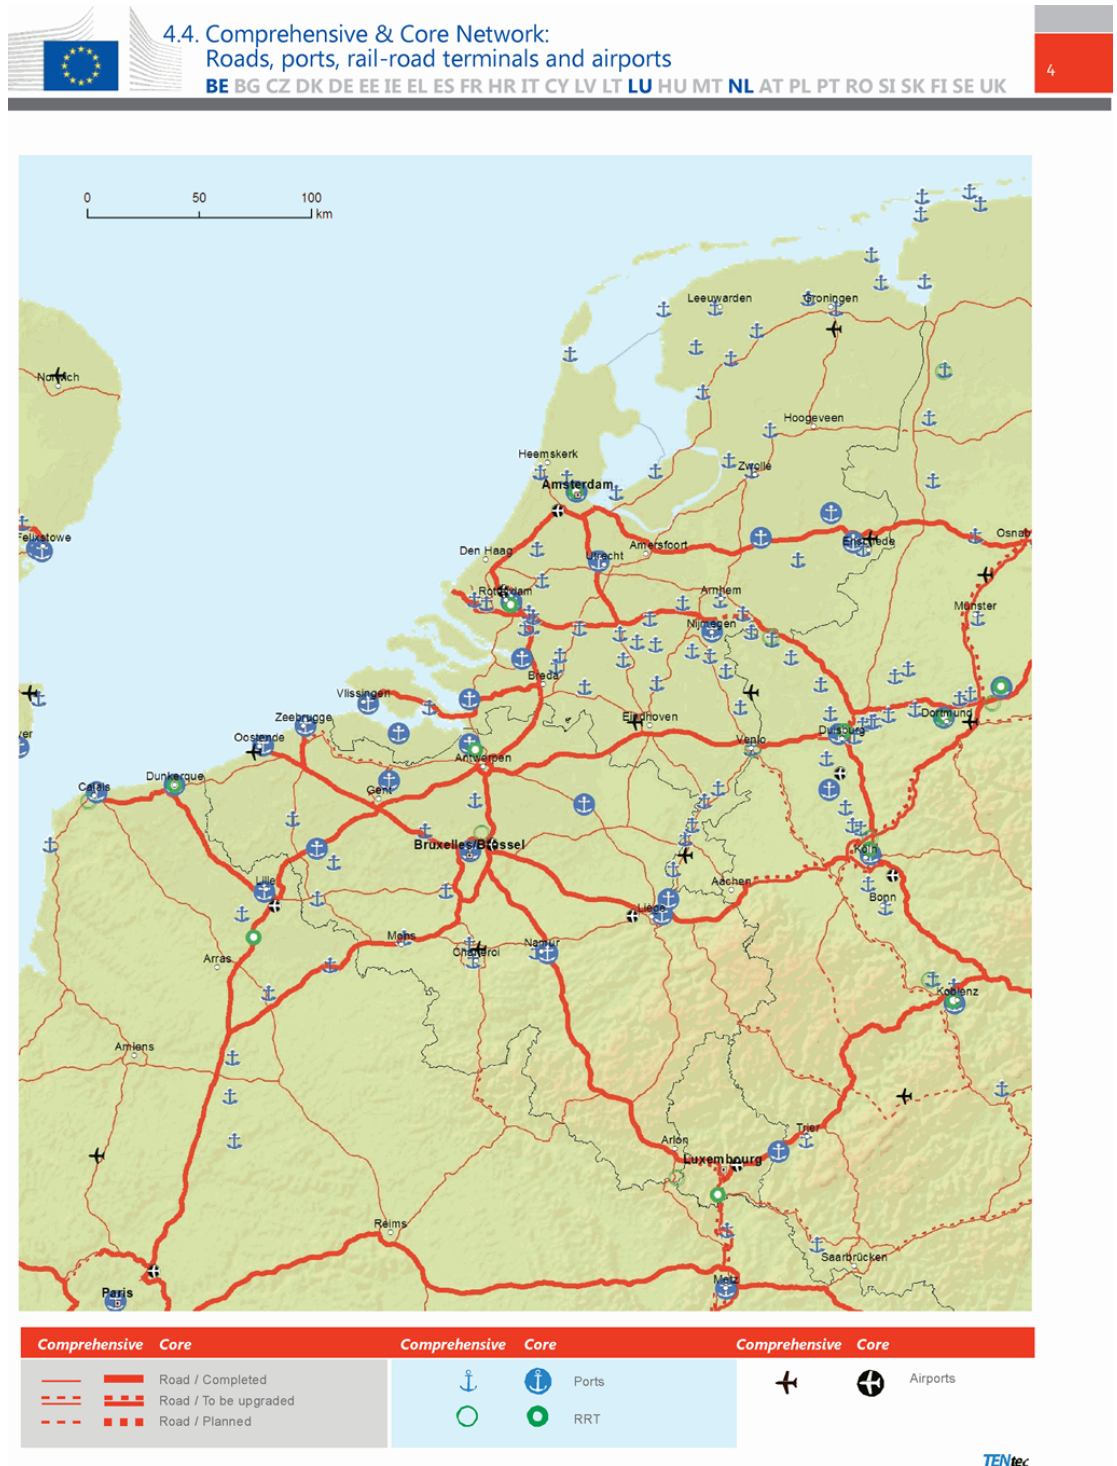 4.4. Comprehensive & Core Network:
Roads, ports, rail-road terminals and airports
BE BG CZ DK DE EE IE EL ES FR HR IT CY LV LT LU HU MT NL AT PL PT RO SI SK FI SE UK
4
0 50 100
km
Leeuwarden
Groningen
Norwich
Hoogeveen
Heemskerk
Zwolle
Amsterdam
Felixstowe
Enschede
Osnab
Den Haag
Utrecht
Amersfoort
Rotterdam
Arnhem
Münster
Nijmegen
Breda
Vlissingen
Zeebrugge
Eindhoven
Dortmund
Oostende
Venlo
Duisburg
ver
Antwerpen
Dunkerque
Calais
Gent
Bruxelles/Brussel
Köln
Lille
Aachen
Bonn
Liège
Mons
Namur
Charleroi
Arras
Koblenz
Amiens
Trier
Arlon
Luxembourg
Reims
Saarbrücken
Metz
Paris
Comprehensive Core Comprehensive Core Comprehensive Core
Road / Completed
Road / To be upgraded
Road / Planned
Ports
RRT
Airports
TENtec